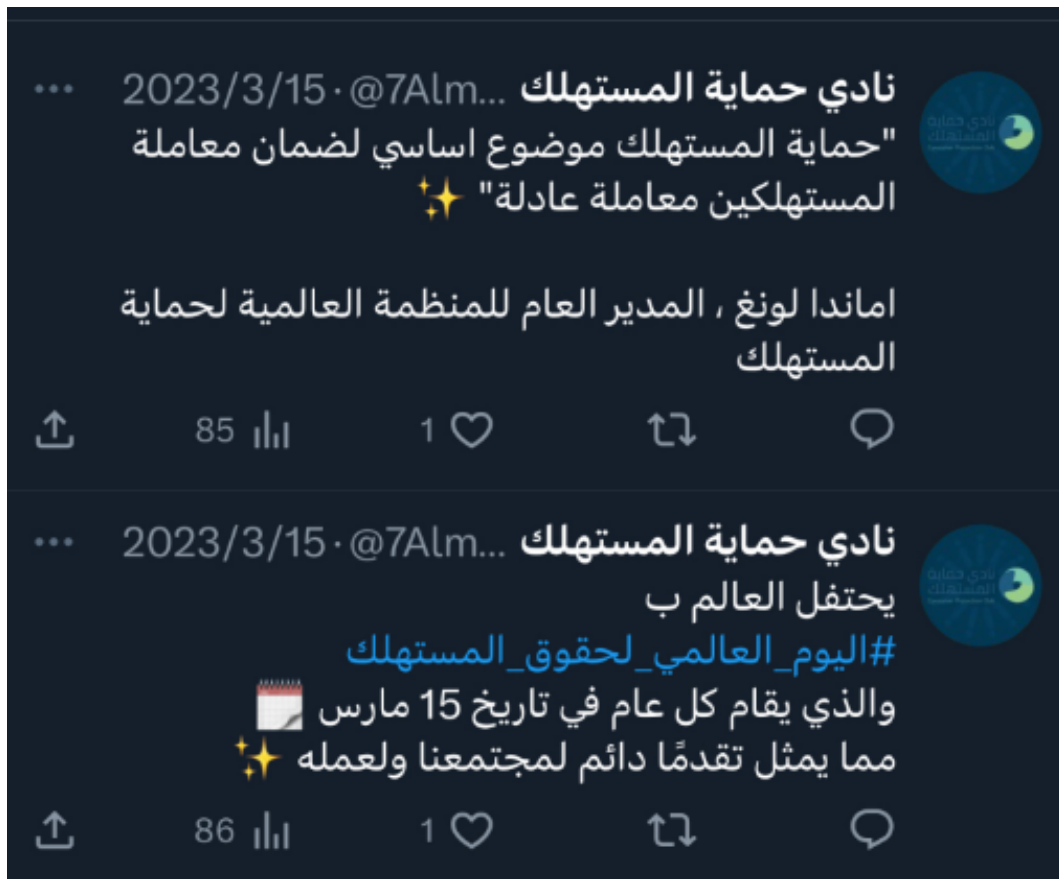 نادي حماية المستهلك @7Alm...‏ · 2023/3/15
"حماية المستهلك موضوع اساسي لضمان معاملة
المستهلكين معاملة عادلة" ✨
اماندا لونغ ، المدير العام للمنظمة العالمية لحماية
المستهلك
1 85
نادي حماية المستهلك @7Alm...‏ · 2023/3/15
يحتفل العالم ب
#اليوم_العالمي_لحقوق_المستهلك
والذي يقام كل عام في تاريخ 15 مارس 🗓
مما يمثل تقدمًا دائم لمجتمعنا ولعمله ✨
1 86